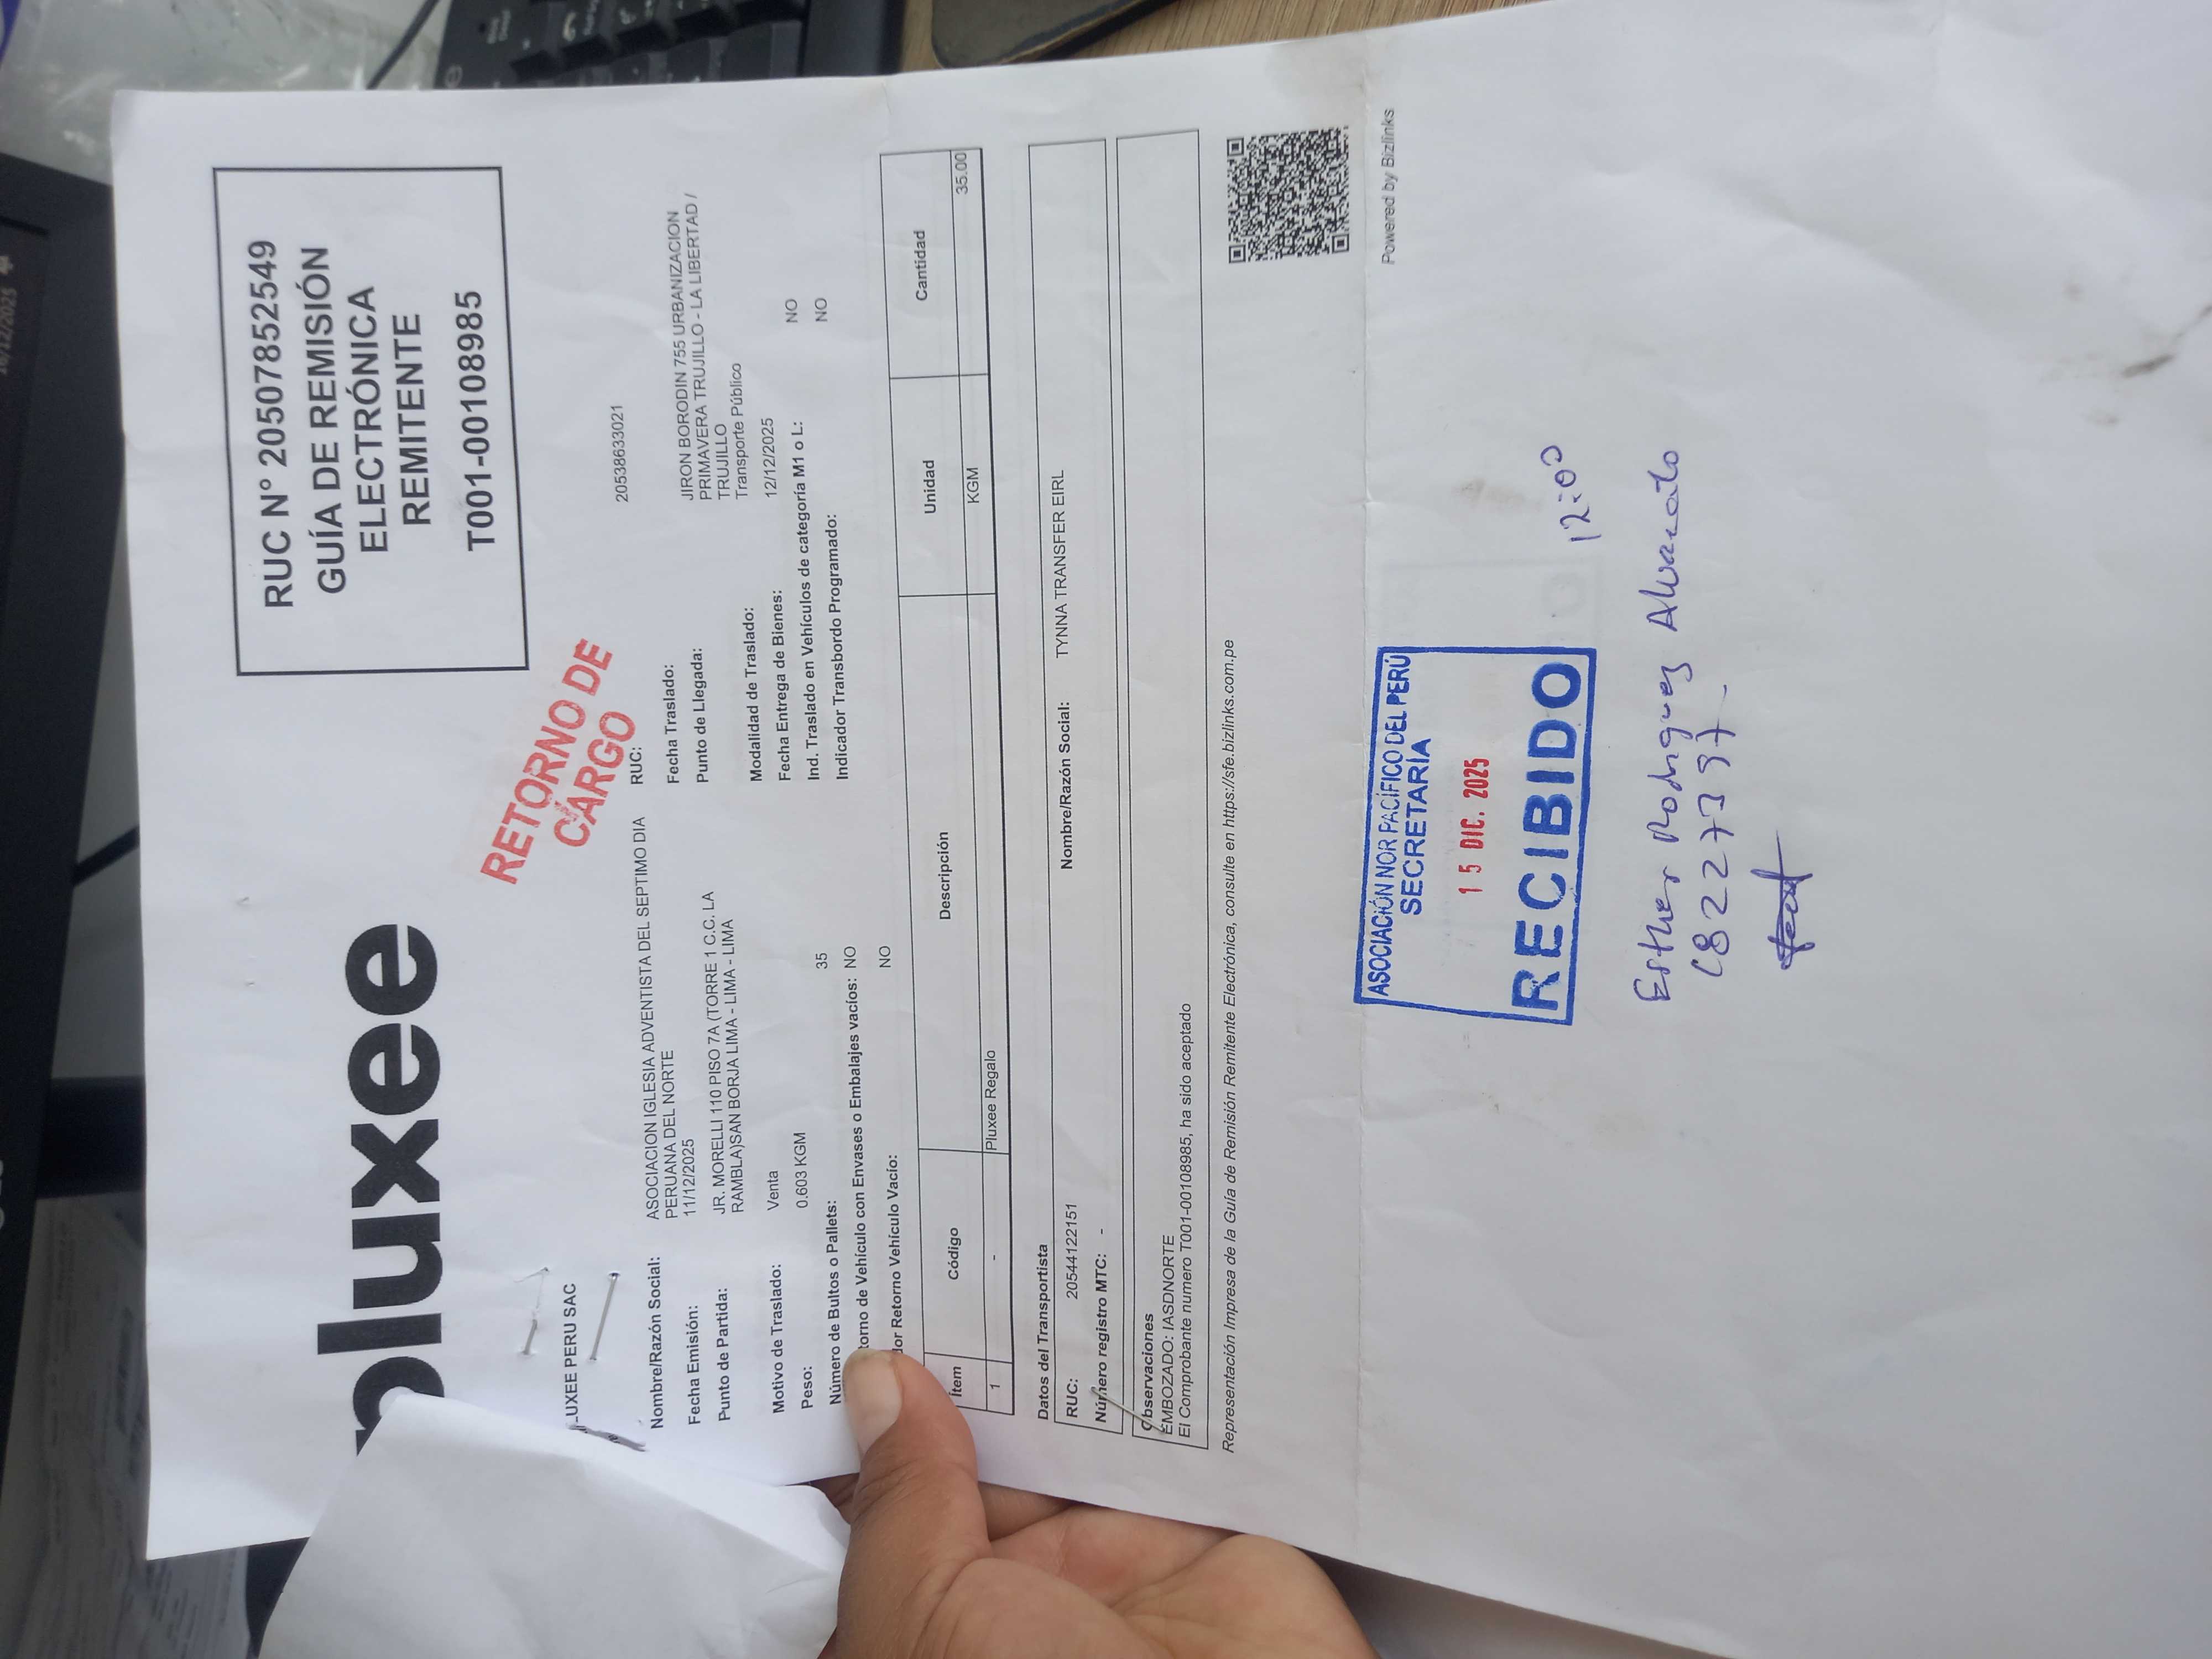 pluxee
RUC N° 20507852549
GUÍA DE REMISIÓN
ELECTRÓNICA
REMITENTE
T001-00108985
RETORNO DE
CARGO
LUXEE PERU SAC
Nombre/Razón Social: ASOCIACION IGLESIA ADVENTISTA DEL SEPTIMO DIA
PERUANA DEL NORTE
RUC: 20538633021
Fecha Emisión: 11/12/2025
Fecha Traslado:
Punto de Partida: JR. MORELLI 110 PISO 7A (TORRE 1 C.C. LA
RAMBLA)SAN BORJA LIMA - LIMA - LIMA
Punto de Llegada: JIRON BORODIN 755 URBANIZACION
PRIMAVERA TRUJILLO - LA LIBERTAD /
TRUJILLO
Motivo de Traslado: Venta
Modalidad de Traslado: Transporte Público
Peso: 0.603 KGM
Fecha Entrega de Bienes: 12/12/2025
Número de Bultos o Pallets: 35
Ind. Traslado en Vehículos de categoría M1 o L: NO
torno de Vehículo con Envases o Embalajes vacíos: NO
Indicador Transbordo Programado: NO
dor Retorno Vehículo Vacío: NO
Ítem Código Descripción Unidad Cantidad
1 - Pluxee Regalo KGM 35.00
Datos del Transportista
RUC: 20544122151 Nombre/Razón Social: TYNNA TRANSFER EIRL
Número registro MTC: -
Observaciones
EMBOZADO: IASDNORTE
El Comprobante numero T001-00108985, ha sido aceptado
Representación Impresa de la Guía de Remisión Remitente Electrónica, consulte en https://sfe.bizlinks.com.pe
Powered by Bizlinks
ASOCIACIÓN NOR PACÍFICO DEL PERÚ
SECRETARÍA
15 DIC. 2025
RECIBIDO
12:00
Esther Rodriguez Alvarado